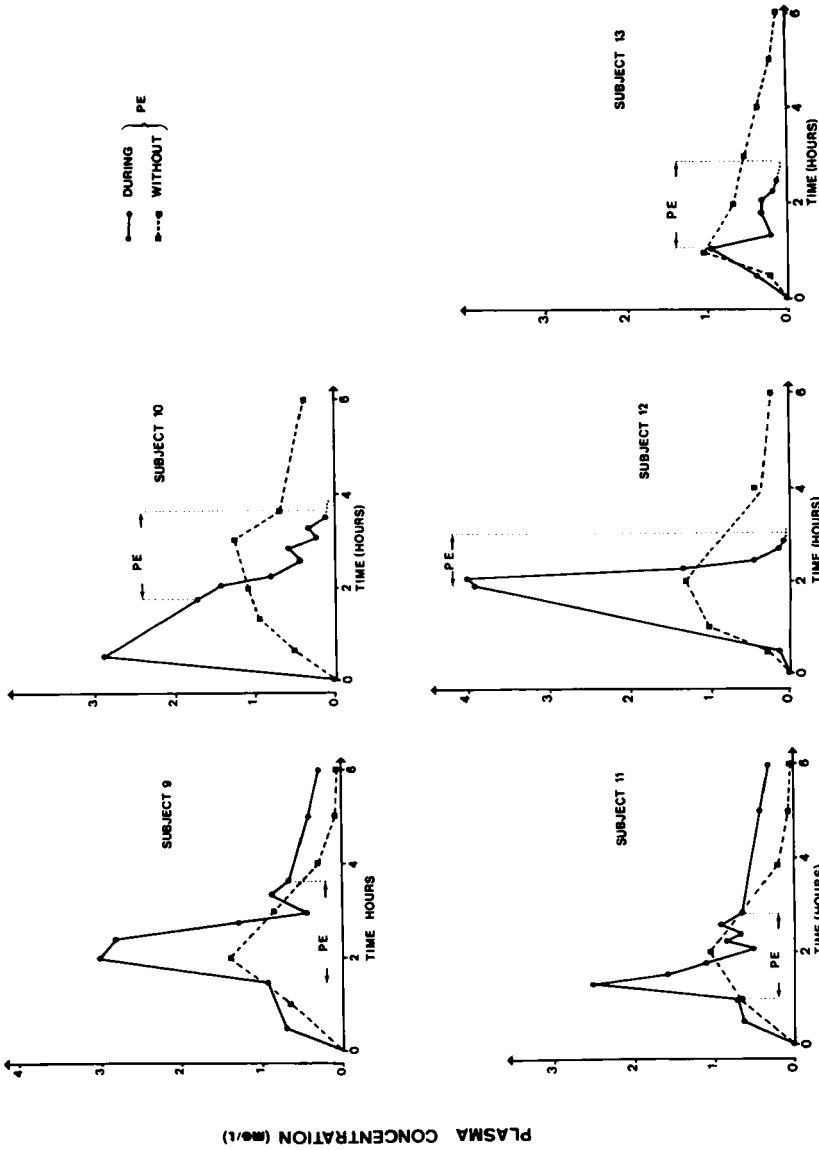 PLASMA CONCENTRATION (mg/L)
DURING
WITHOUT
PE
SUBJECT 9
PE
4
3
2
1
0
0
2
4
6
TIME HOURS
SUBJECT 10
PE
3
2
1
0
0
2
4
6
TIME (HOURS)
SUBJECT 11
PE
3
2
1
0
0
2
4
6
TIME (HOURS)
SUBJECT 12
PE
4
3
2
1
0
0
2
4
6
TIME (HOURS)
SUBJECT 13
PE
3
2
1
0
0
2
4
6
TIME (HOURS)